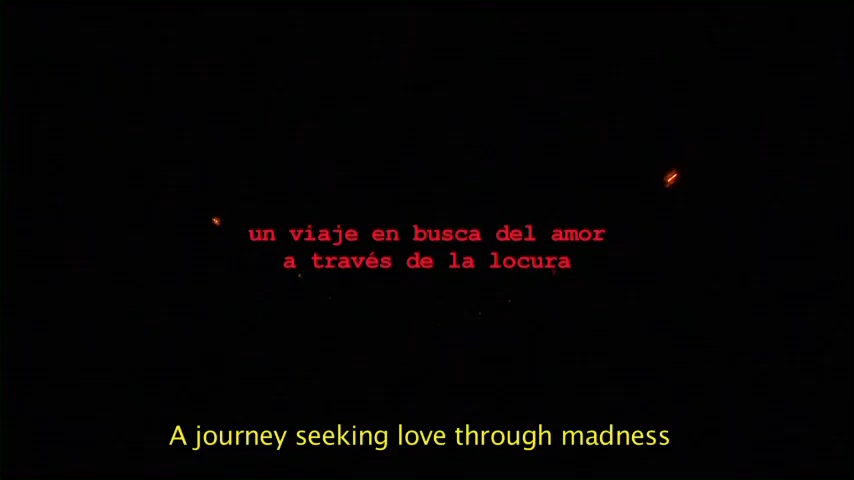 un viaje en busca del amor
a través de la locura
A journey seeking love through madness